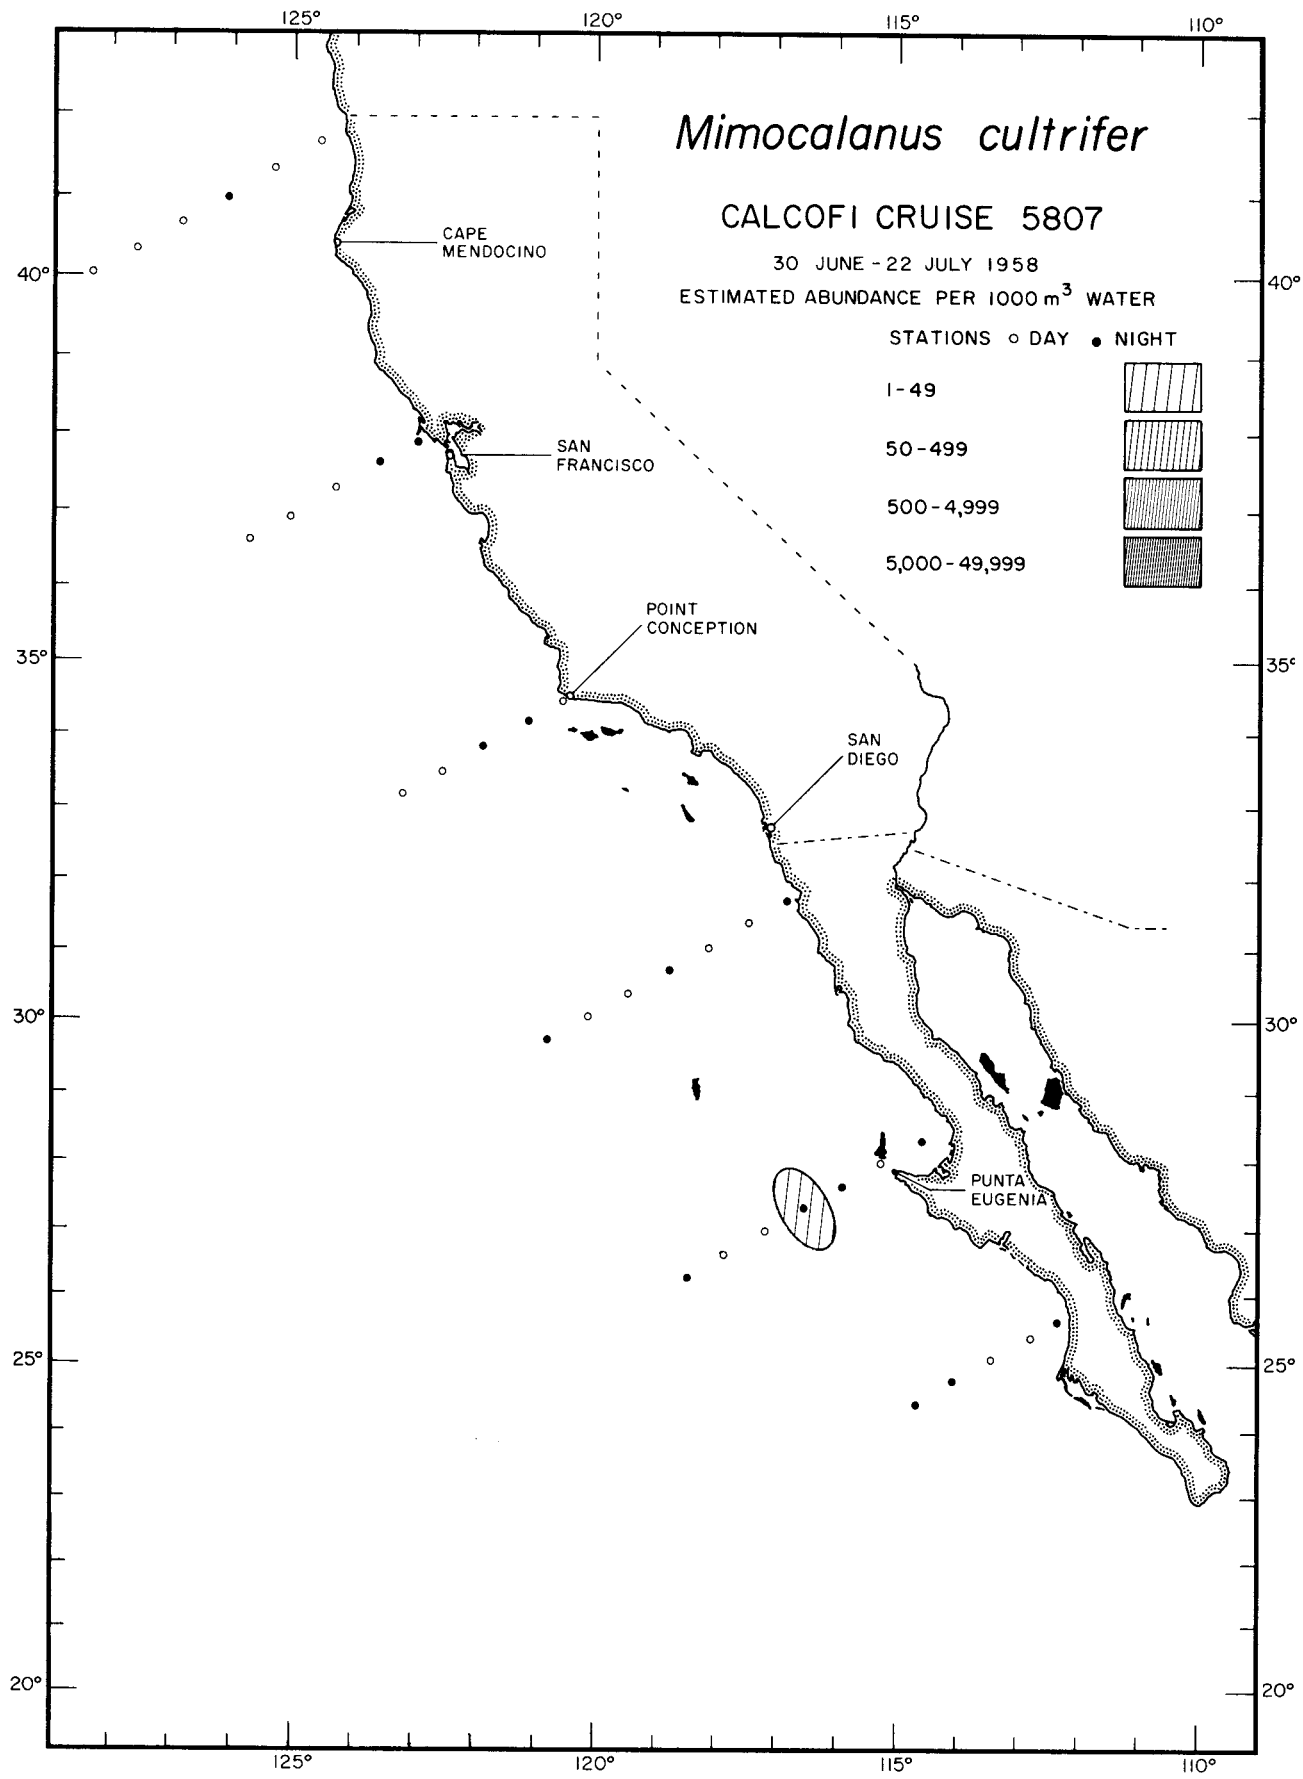 125° 120° 115° 110°
Mimocalanus cultrifer
CALCOFI CRUISE 5807
30 JUNE - 22 JULY 1958
ESTIMATED ABUNDANCE PER 1000 m³ WATER
STATIONS ○ DAY ● NIGHT
1-49
50-499
500-4,999
5,000-49,999
CAPE
MENDOCINO
40° 40°
SAN
FRANCISCO
POINT
CONCEPTION
35° 35°
SAN
DIEGO
30° 30°
PUNTA
EUGENIA
25° 25°
20° 20°
125° 120° 115° 110°